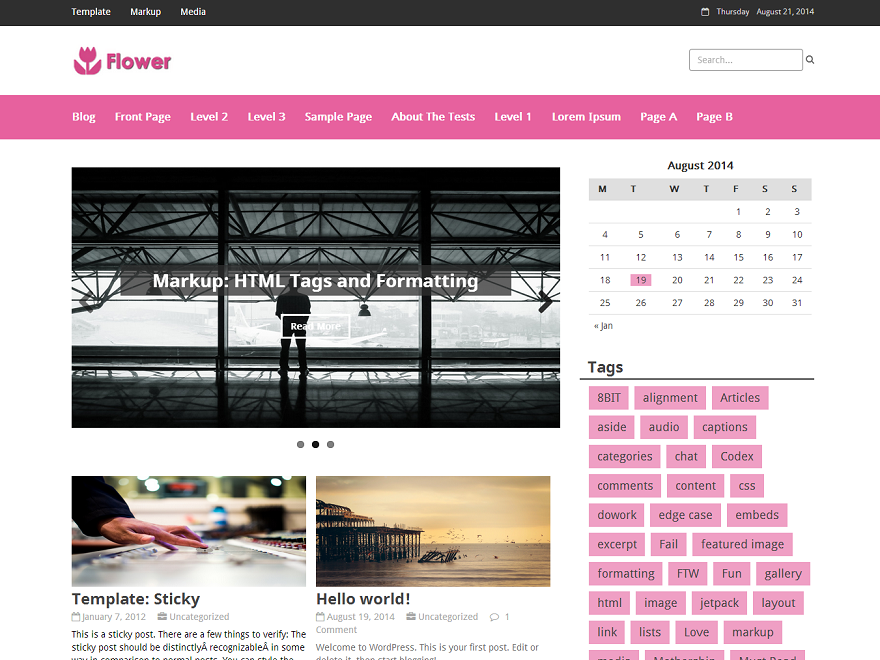 Template Markup Media
Thursday August 21, 2014
Flower
Search...
Blog Front Page Level 2 Level 3 Sample Page About The Tests Level 1 Lorem Ipsum Page A Page B
Markup: HTML Tags and Formatting
Read More
Template: Sticky
January 7, 2012 Uncategorized
This is a sticky post. There are a few things to verify: The
sticky post should be distinctlyÂ recognizableÂ in some
way in comparison to normal posts. You can style the
Hello world!
August 19, 2014 Uncategorized 1
Comment
Welcome to WordPress. This is your first post. Edit or
delete it, then start blogging!
August 2014
M T W T F S S
1 2 3
4 5 6 7 8 9 10
11 12 13 14 15 16 17
18 19 20 21 22 23 24
25 26 27 28 29 30 31
« Jan
Tags
8BIT alignment Articles
aside audio captions
categories chat Codex
comments content css
dowork edge case embeds
excerpt Fail featured image
formatting FTW Fun gallery
html image jetpack layout
link lists Love markup
media Mothership Must Read